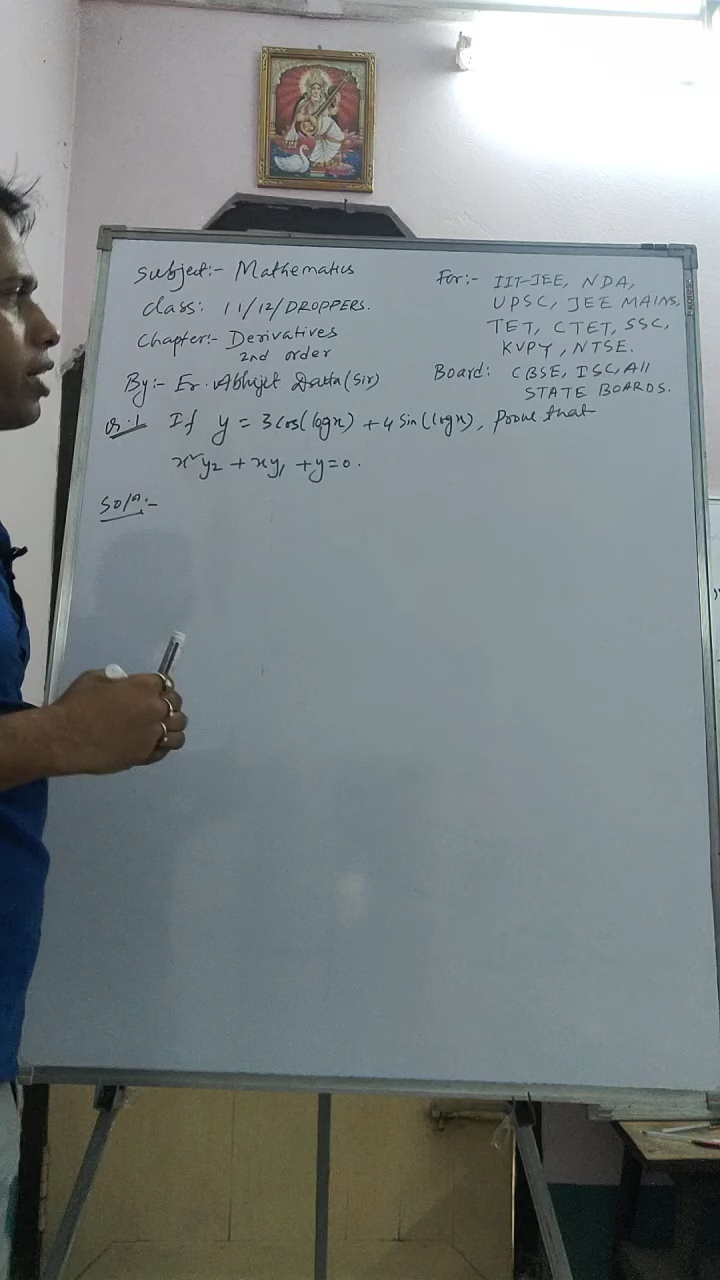 Subject:- Mathematics
Class: 11/12/DROPPERS.
Chapter:- Derivatives
2nd order
By:- Er. Abhijet Datta (Sir)
For:- IIT-JEE, NDA,
UPSC, JEE MAINS,
TET, CTET, SSC,
KVPY, NTSE.
Board: CBSE, ISC, All
STATE BOARDS.
Q.1 If y = 3cos(logx) + 4 sin(logx), prove that
x²y₂ + xy₁ + y = 0.
Soln:-